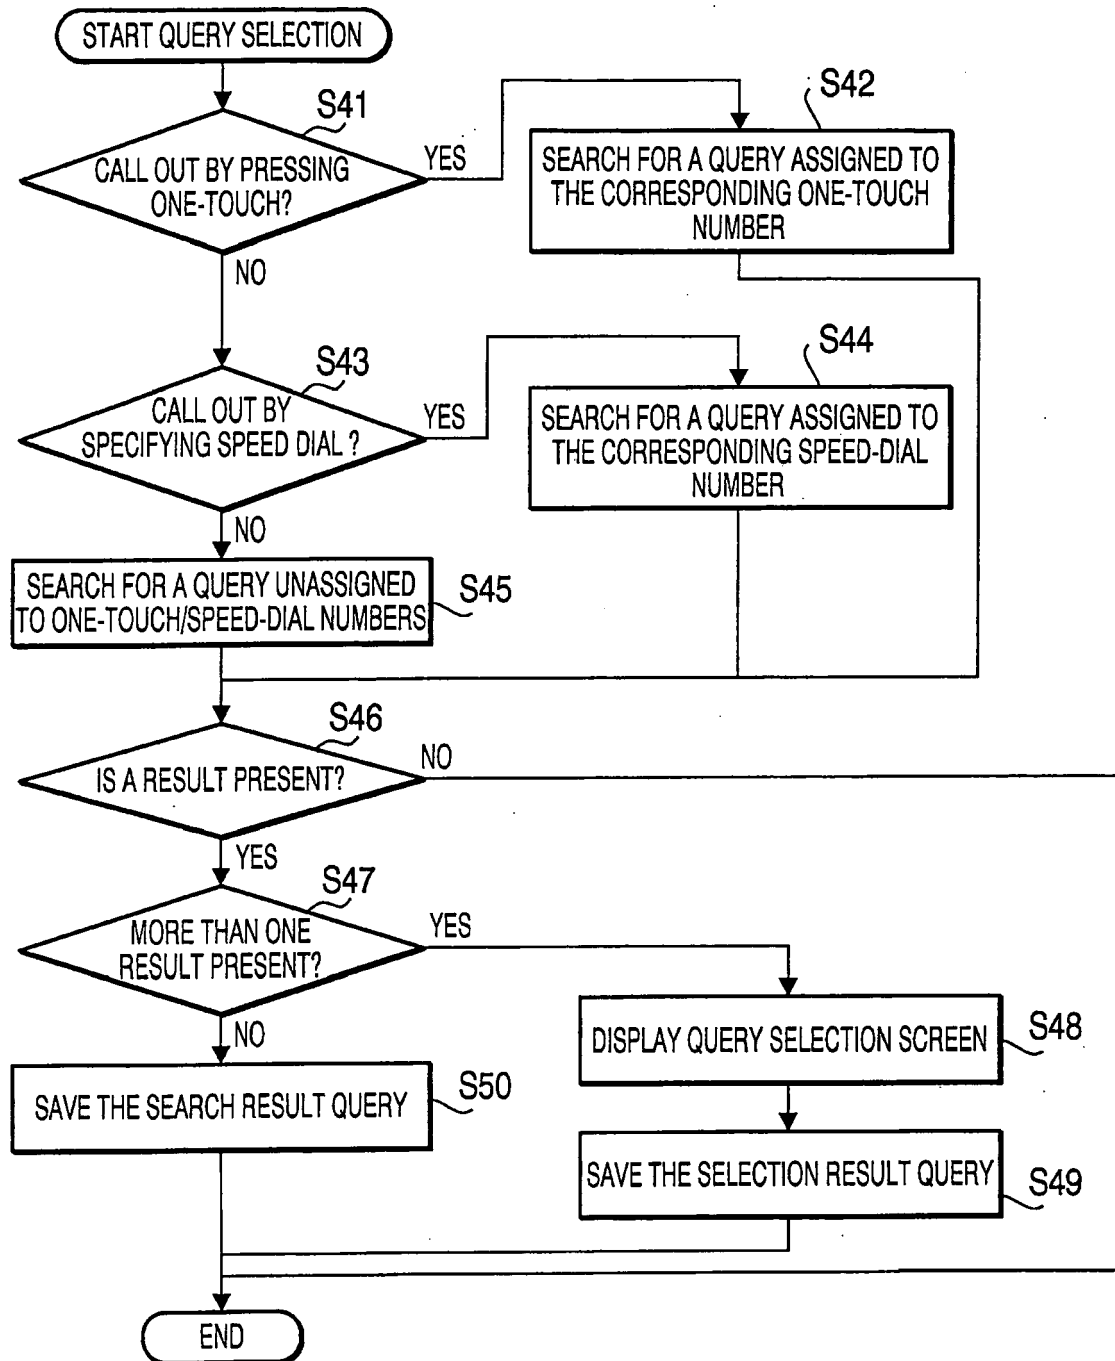 START QUERY SELECTION
S41
CALL OUT BY PRESSING
ONE-TOUCH?
YES
NO
S42
SEARCH FOR A QUERY ASSIGNED TO
THE CORRESPONDING ONE-TOUCH
NUMBER
S43
CALL OUT BY
SPECIFYING SPEED DIAL ?
YES
NO
S44
SEARCH FOR A QUERY ASSIGNED TO
THE CORRESPONDING SPEED-DIAL
NUMBER
SEARCH FOR A QUERY UNASSIGNED
TO ONE-TOUCH/SPEED-DIAL NUMBERS
S45
S46
IS A RESULT PRESENT?
NO
YES
S47
MORE THAN ONE
RESULT PRESENT?
YES
NO
DISPLAY QUERY SELECTION SCREEN
S48
SAVE THE SEARCH RESULT QUERY
S50
SAVE THE SELECTION RESULT QUERY
S49
END